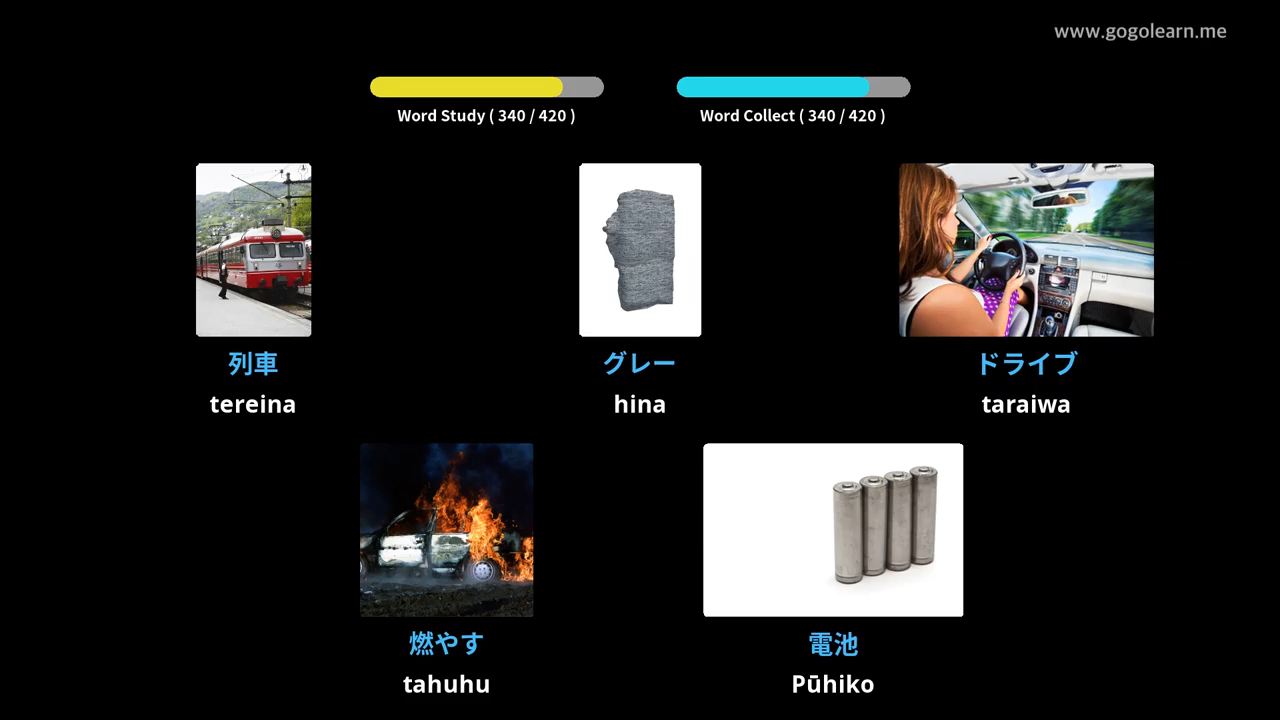 www.gogolearn.me
Word Study ( 340 / 420 )
Word Collect ( 340 / 420 )
列車
tereina
グレー
hina
ドライブ
taraiwa
燃やす
tahuhu
電池
Pūhiko